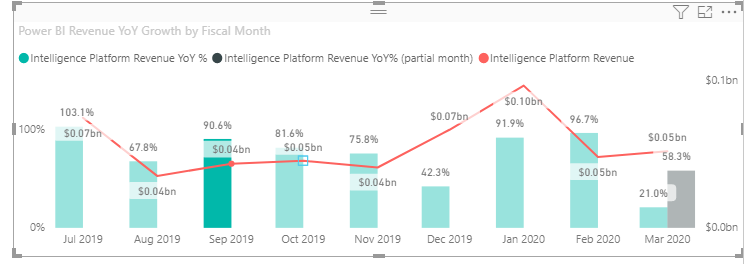 Power BI Revenue YoY Growth by Fiscal Month
Intelligence Platform Revenue YoY % Intelligence Platform Revenue YoY% (partial month) Intelligence Platform Revenue
$0.1bn
$0.10bn
103.1% 90.6% $0.07bn 91.9% 96.7%
100% $0.07bn 67.8% $0.04bn 81.6% $0.05bn 75.8% $0.05bn
$0.04bn $0.04bn 42.3% $0.05bn 58.3%
21.0%
0% $0.0bn
Jul 2019 Aug 2019 Sep 2019 Oct 2019 Nov 2019 Dec 2019 Jan 2020 Feb 2020 Mar 2020